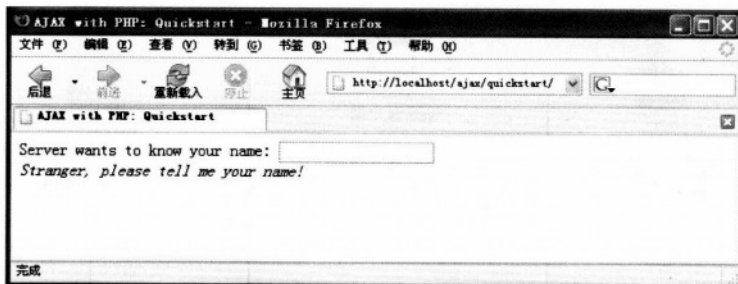 AJAX with PHP: Quickstart - Mozilla Firefox
文件 (F) 编辑 (E) 查看 (V) 转到 (G) 书签 (B) 工具 (T) 帮助 (H)
后退 前进 重新载入 停止 主页 http://localhost/ajax/quickstart/ G
AJAX with PHP: Quickstart
Server wants to know your name:
Stranger, please tell me your name!
完成